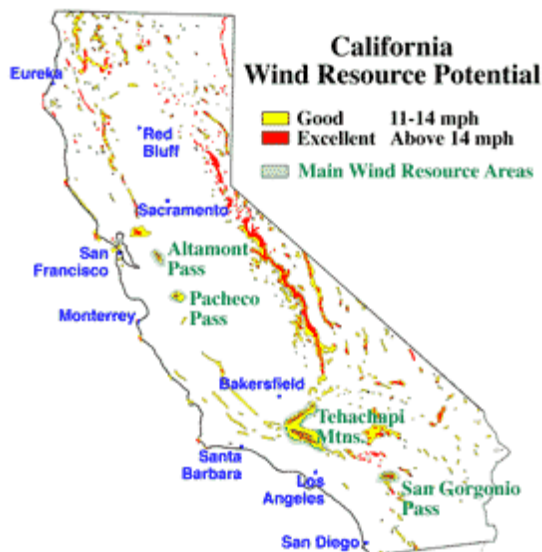 California
Wind Resource Potential
Good 11-14 mph
Excellent Above 14 mph
Main Wind Resource Areas
Eureka
Red
Bluff
Sacramento
San
Francisco
Altamont
Pass
Pacheco
Pass
Monterrey
Bakersfield
Tehachapi
Mtns.
Santa
Barbara
Los
Angeles
San Gorgonio
Pass
San Diego